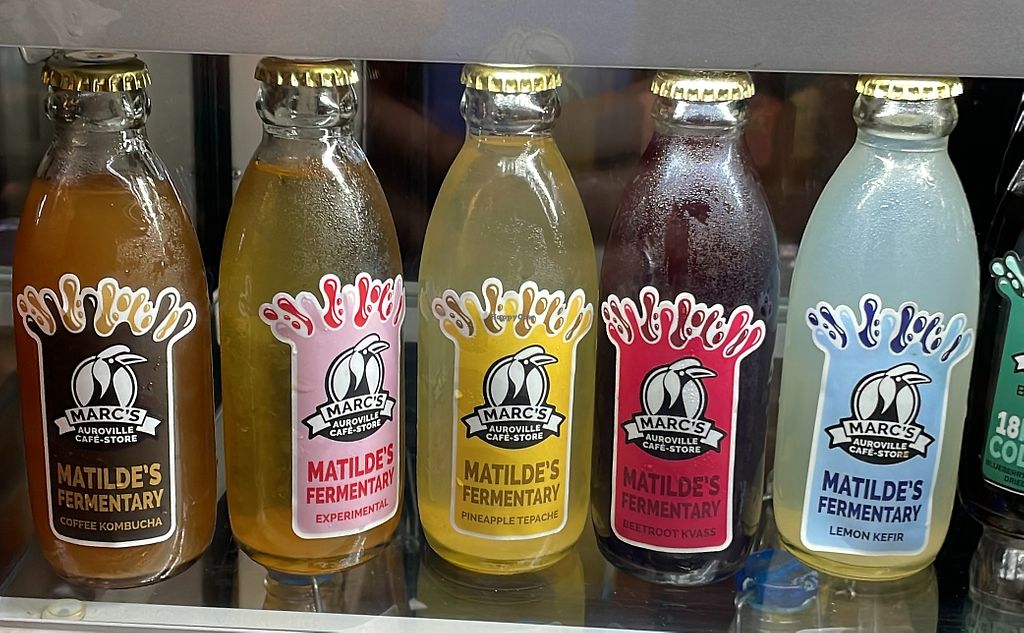 MARC'S
AUROVILLE
CAFÉ-STORE
MATILDE'S
FERMENTARY
COFFEE KOMBUCHA
MARC'S
AUROVILLE
CAFÉ-STORE
MATILDE'S
FERMENTARY
EXPERIMENTAL
HappyCow
MARC'S
AUROVILLE
CAFÉ-STORE
MATILDE'S
FERMENTARY
PINEAPPLE TEPACHE
MARC'S
AUROVILLE
CAFÉ-STORE
MATILDE'S
FERMENTARY
BEETROOT KVASS
MARC'S
AUROVILLE
CAFÉ-STORE
MATILDE'S
FERMENTARY
LEMON KEFIR
18